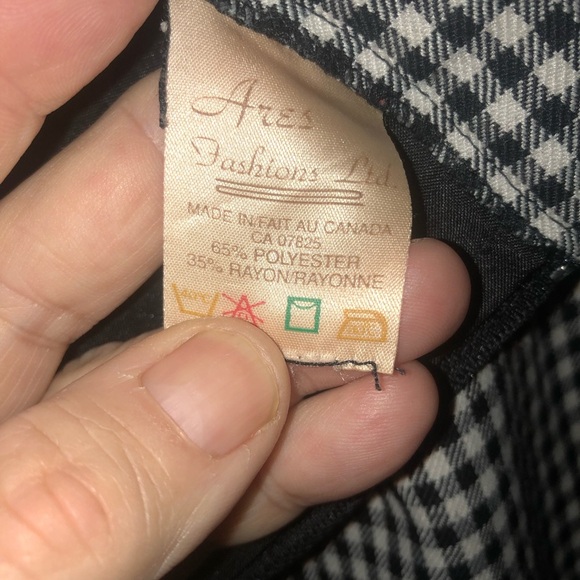 Ares
Fashions Ltd.
MADE IN/FAIT AU CANADA
CA 07825
65% POLYESTER
35% RAYON/RAYONNE